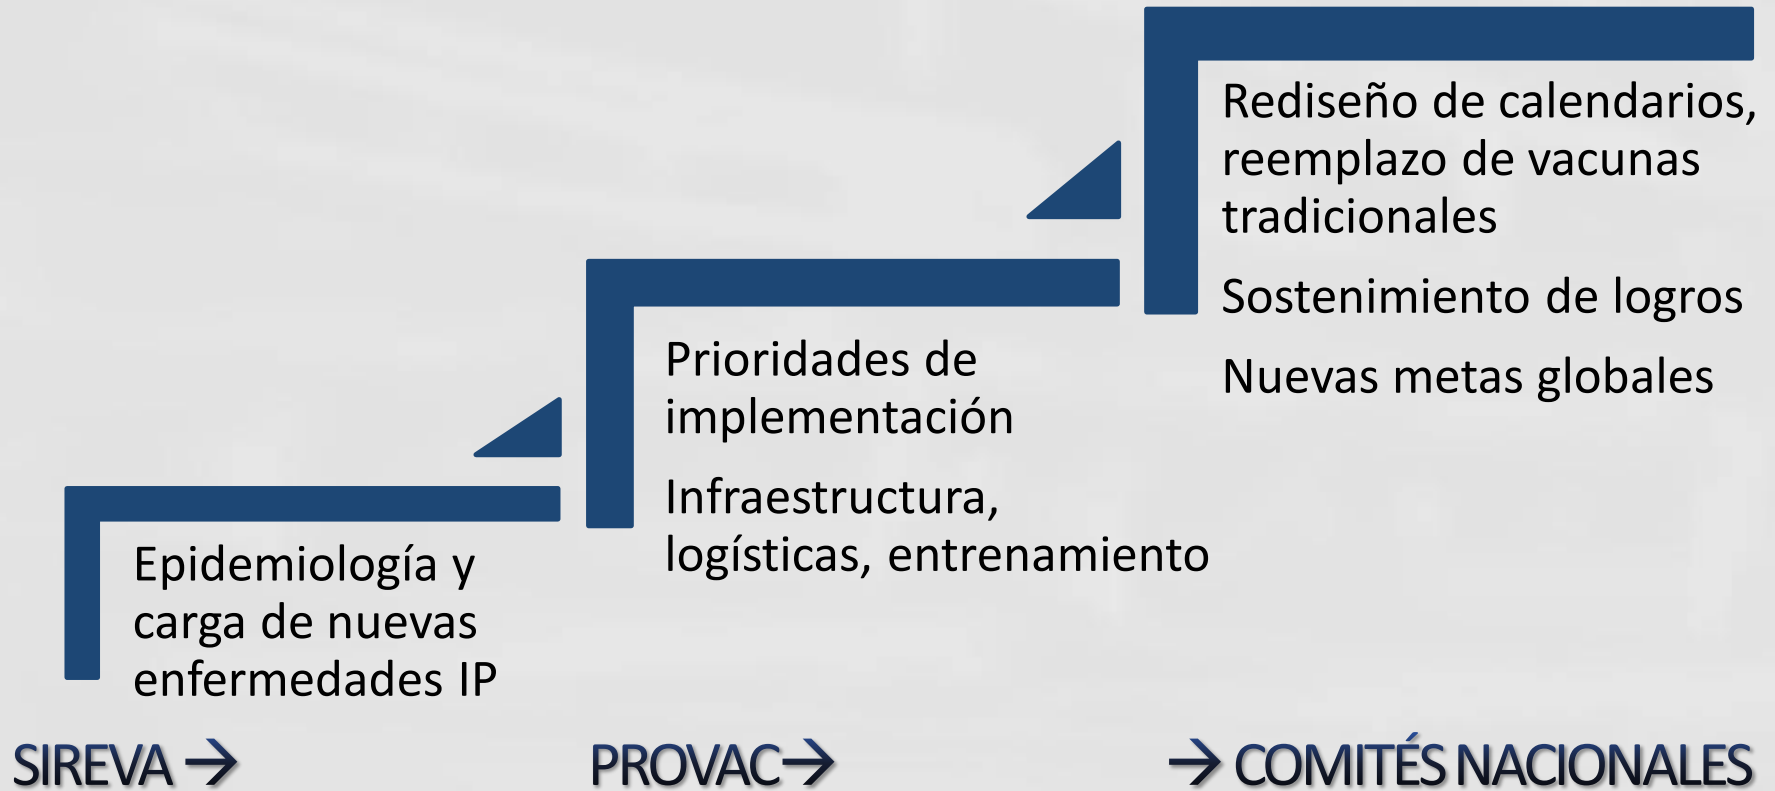 Epidemiología y
carga de nuevas
enfermedades IP
Prioridades de
implementación
Infraestructura,
logísticas, entrenamiento
Rediseño de calendarios,
reemplazo de vacunas
tradicionales
Sostenimiento de logros
Nuevas metas globales
SIREVA →
PROVAC→
→ COMITÉS NACIONALES